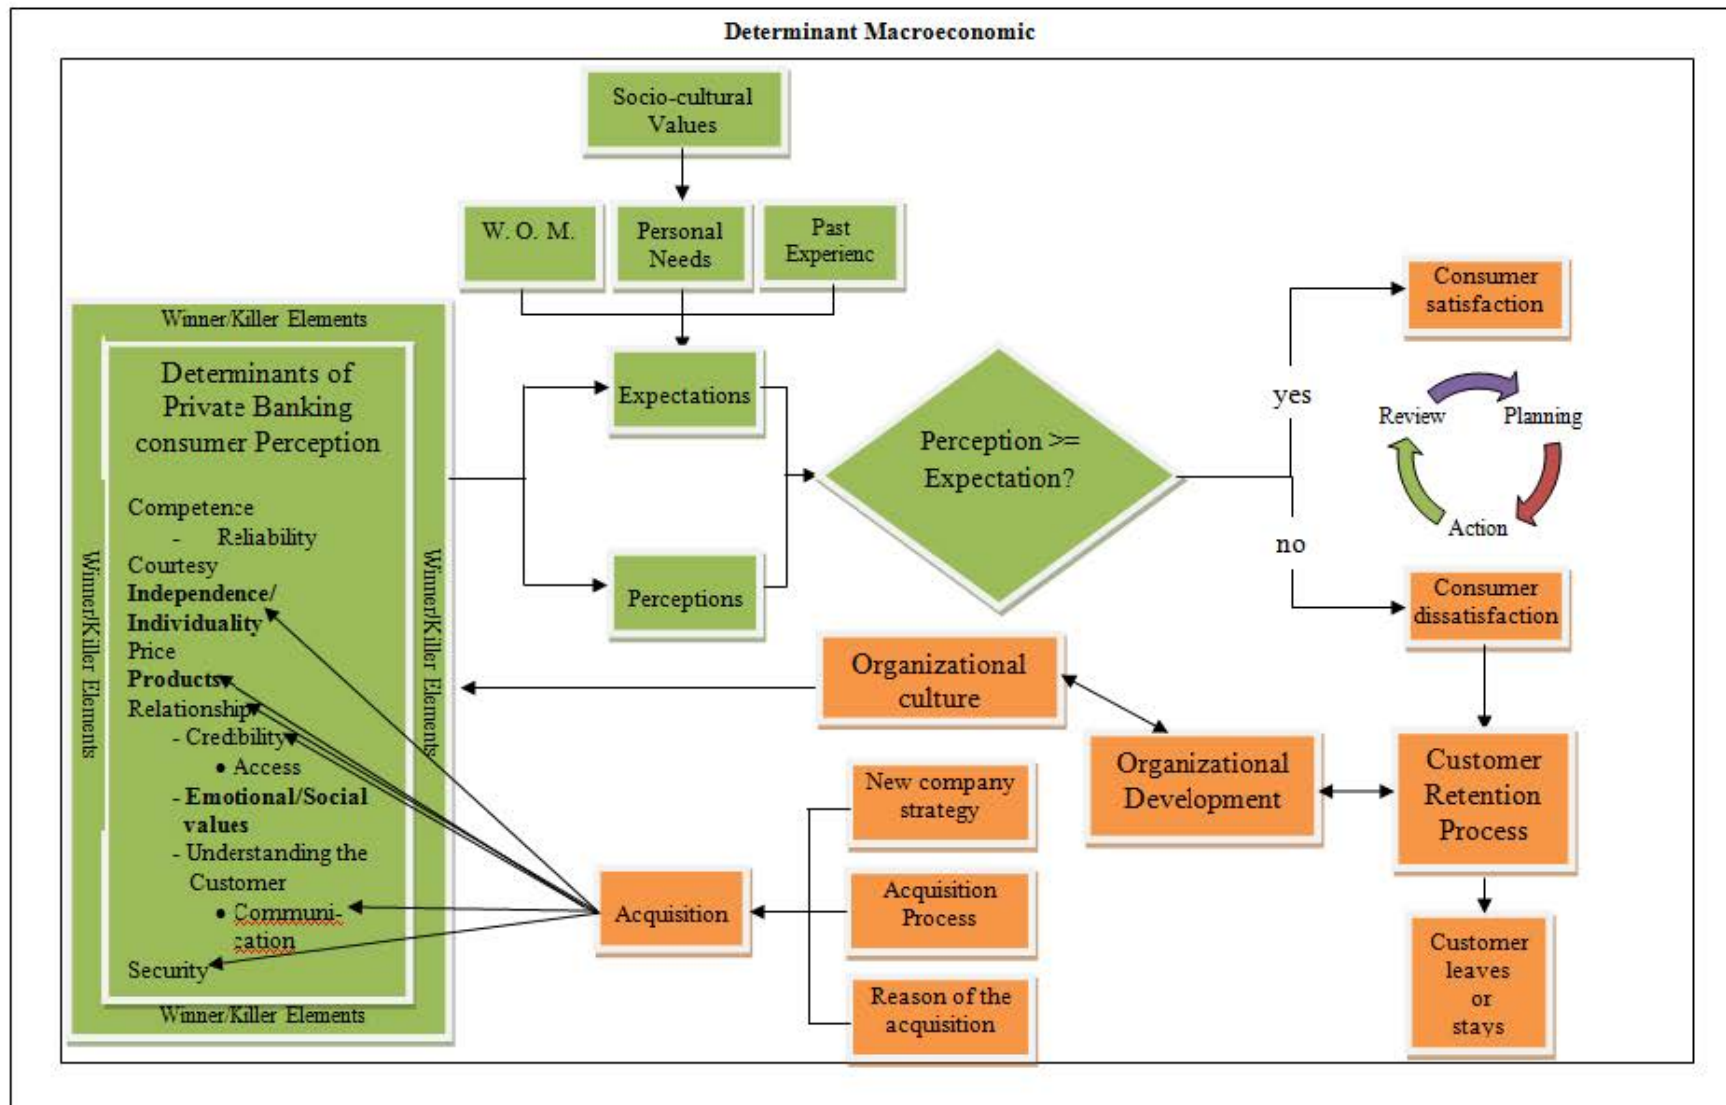 Determinant Macroeconomic
Socio-cultural
Values
W. O. M.
Personal
Needs
Past
Experienc
Winner/Killer Elements
Winner/Killer Elements
Determinants of
Private Banking
consumer Perception
Competence
- Reliability
Courtesy
Independence/
Individuality
Price
Products
Relationship
- Credibility
• Access
- Emotional/Social
values
- Understanding the
Customer
• Communi-
cation
Security
Winner/Killer Elements
Winner/Killer Elements
Expectations
Perceptions
Perception >=
Expectation?
yes
no
Consumer
satisfaction
Review
Planning
Action
Consumer
dissatisfaction
Organizational
culture
Organizational
Development
Customer
Retention
Process
New company
strategy
Acquisition
Acquisition
Process
Reason of the
acquisition
Customer
leaves
or
stays